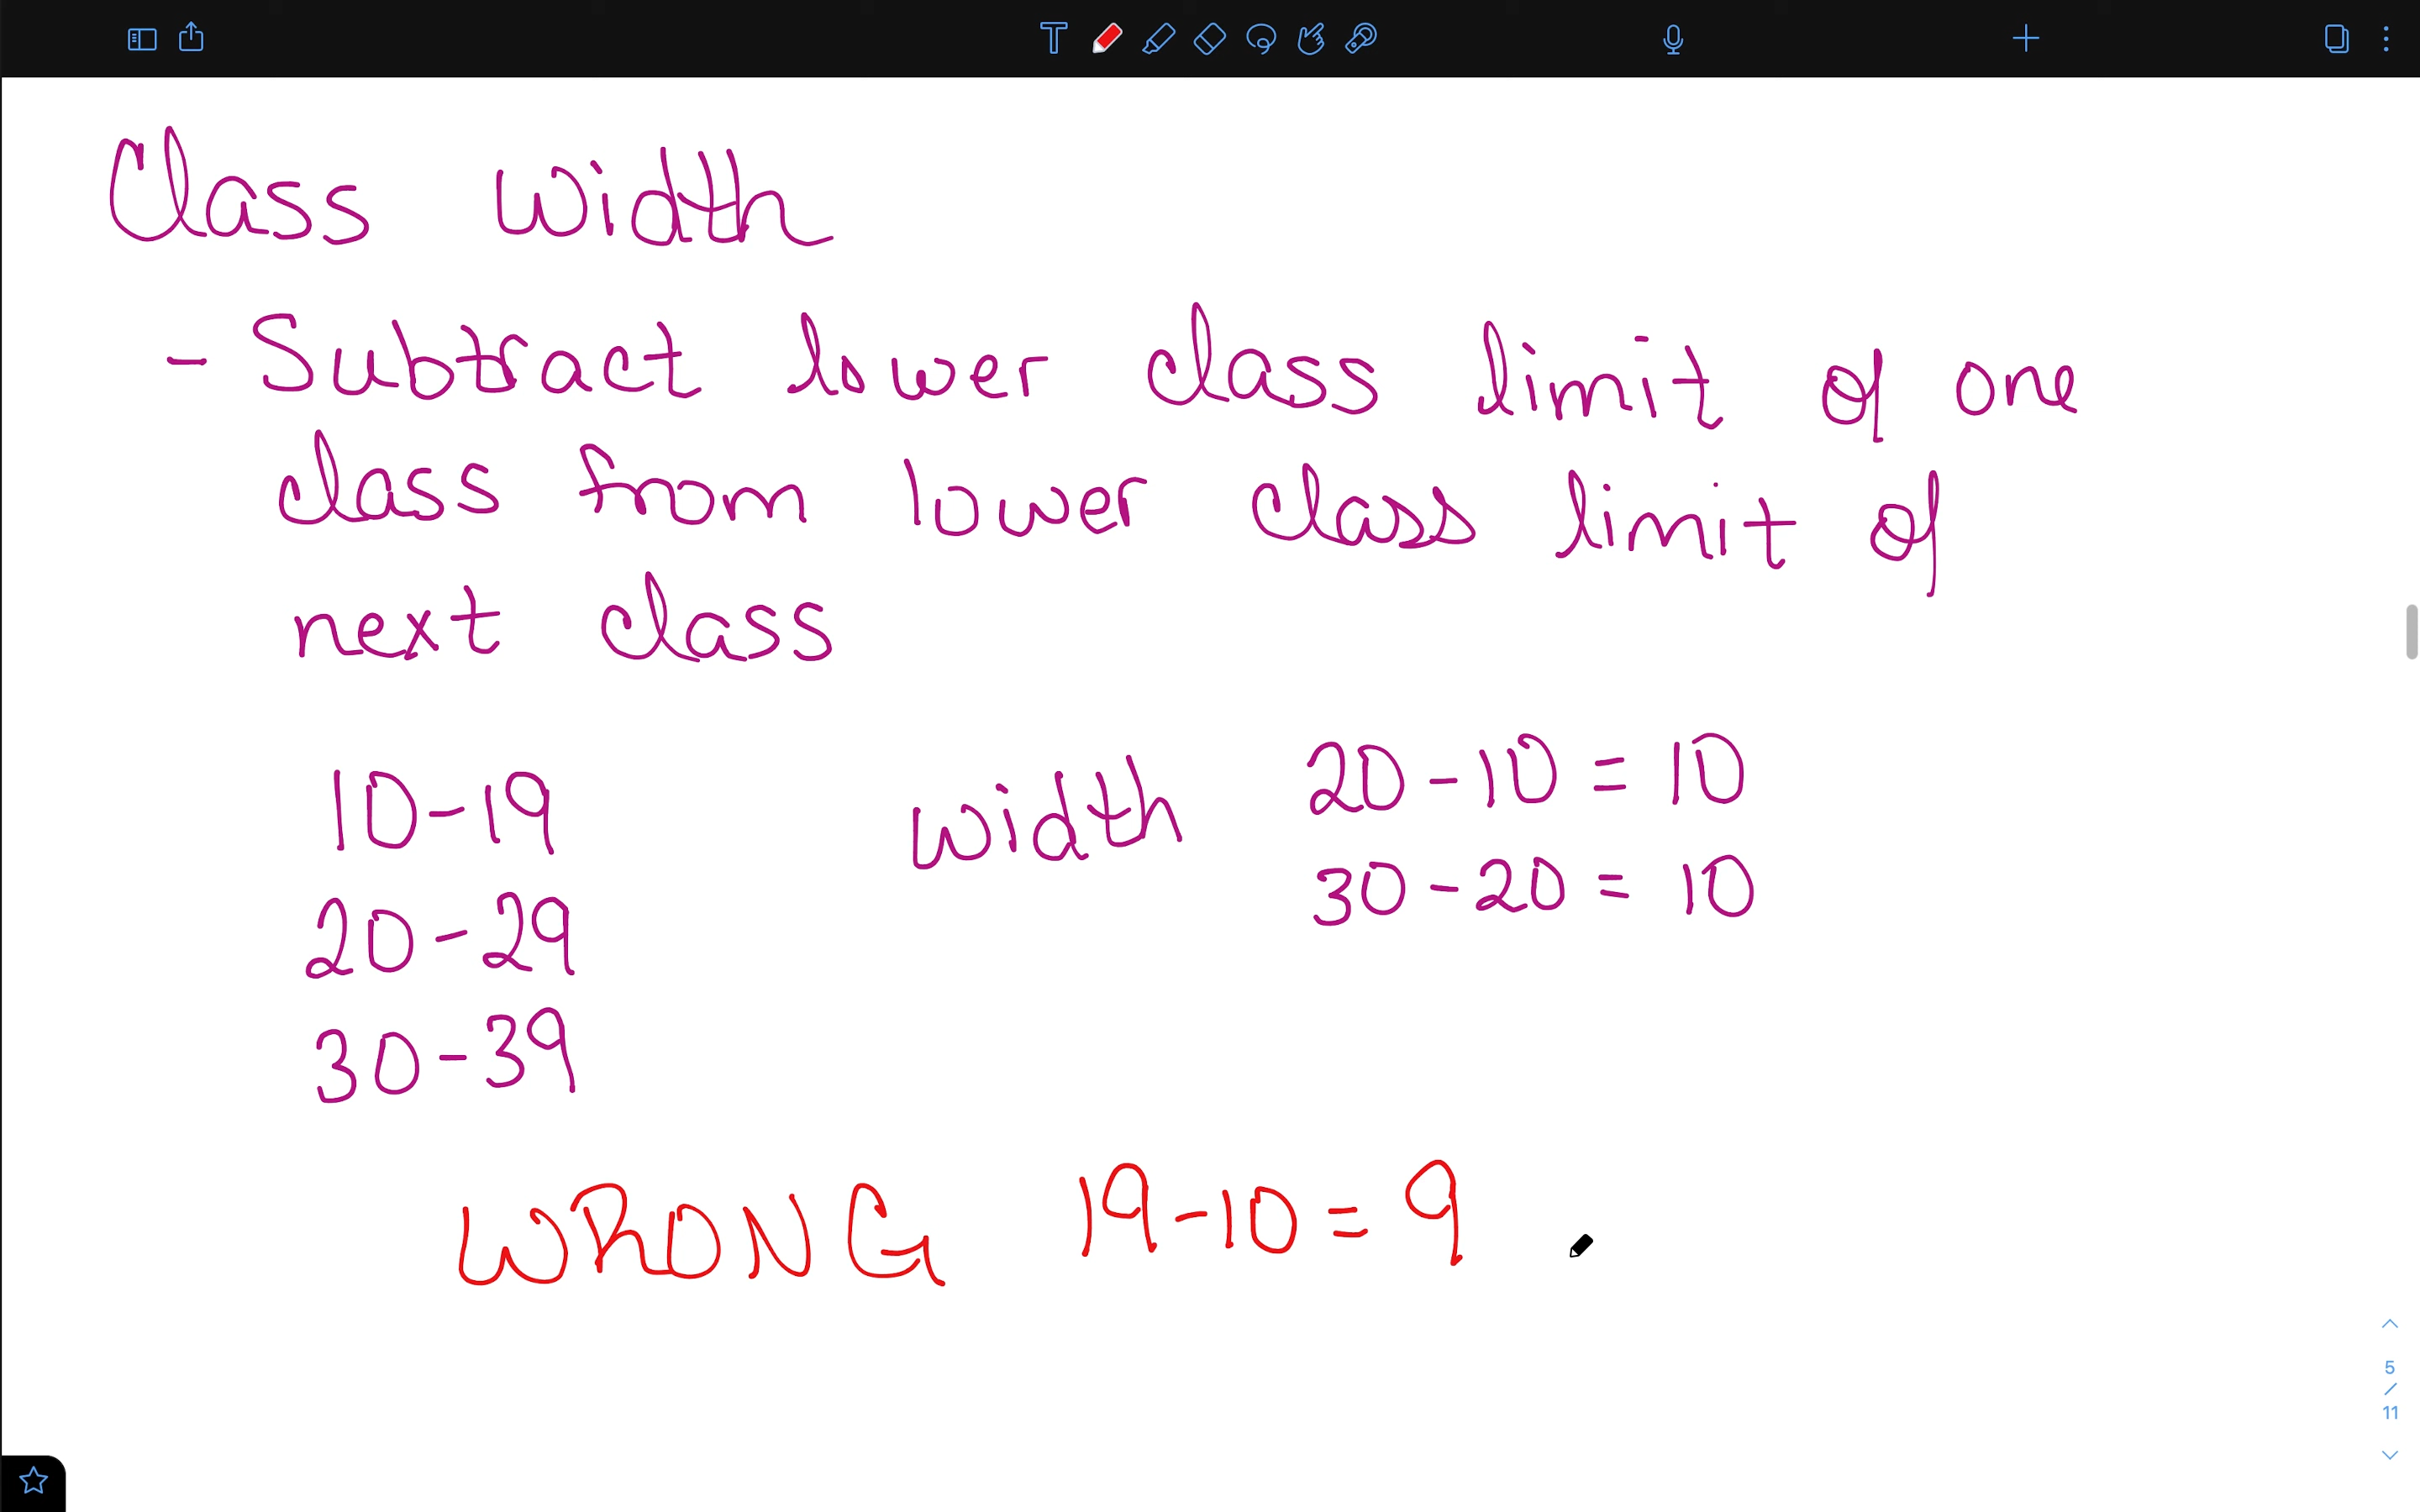 Class Width
- Subtract lower class limit of one
class from lower class limit of
next class
10-19
20-29
30-39
Width
20-10=10
30-20=10
WRONG 19-10=9
5
/
11